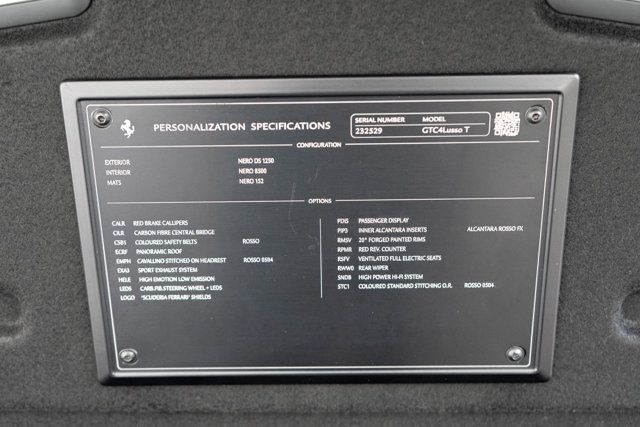 PERSONALIZATION SPECIFICATIONS
SERIAL NUMBER MODEL
232529 GTC4Lusso T
CONFIGURATION
EXTERIOR NERO DS 1250
INTERIOR NERO 8500
MATS NERO 152
OPTIONS
CALR RED BRAKE CALLIPERS
CILR CARBON FIBRE CENTRAL BRIDGE
CSB1 COLOURED SAFETY BELTS ROSSO
ECRF PANORAMIC ROOF
EMPH CAVALLINO STITCHED ON HEADREST ROSSO 0504
EXA3 SPORT EXHAUST SYSTEM
HELE HIGH EMOTION LOW EMISSION
LEDS CARB.FIB.STEERING WHEEL + LEDS
LOGO "SCUDERIA FERRARI" SHIELDS
PDIS PASSENGER DISPLAY
PIP3 INNER ALCANTARA INSERTS ALCANTARA ROSSO FX
RMSV 20" FORGED PAINTED RIMS
RPMR RED REV. COUNTER
RSFV VENTILATED FULL ELECTRIC SEATS
RWW0 REAR WIPER
SNDB HIGH POWER HI-FI SYSTEM
STC1 COLOURED STANDARD STITCHING O.R. ROSSO 0504